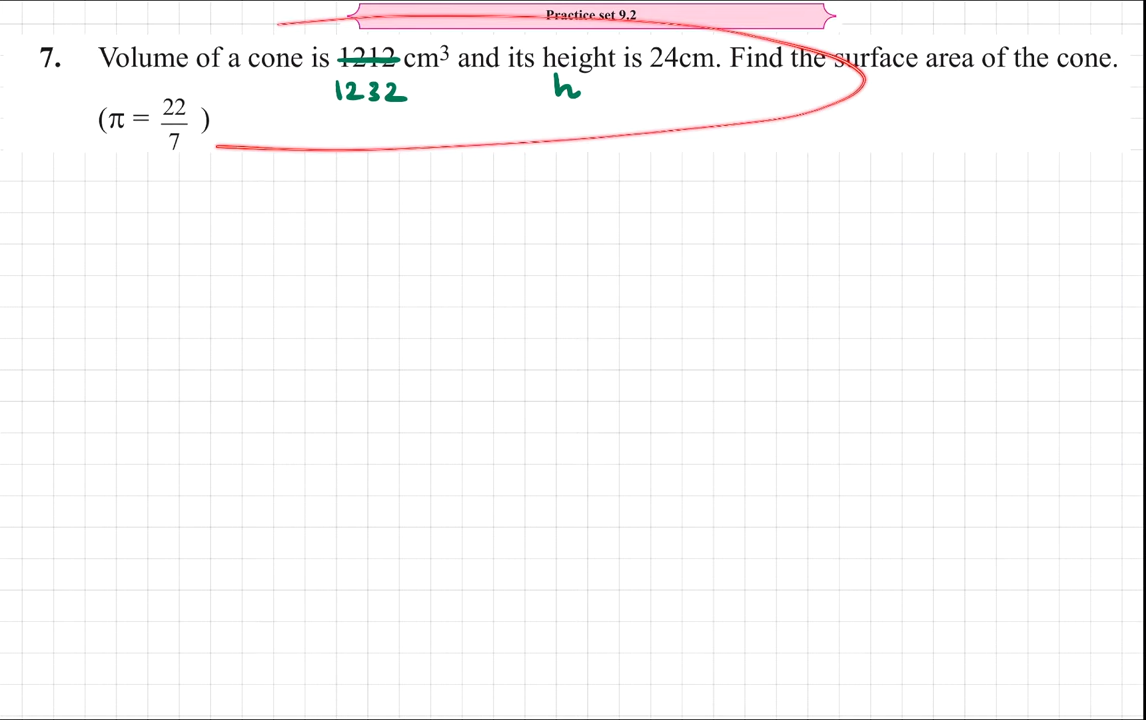 Practice set 9.2
7. Volume of a cone is 1212 cm³ and its height is 24cm. Find the surface area of the cone.
1232 h
(π = 22/7 )